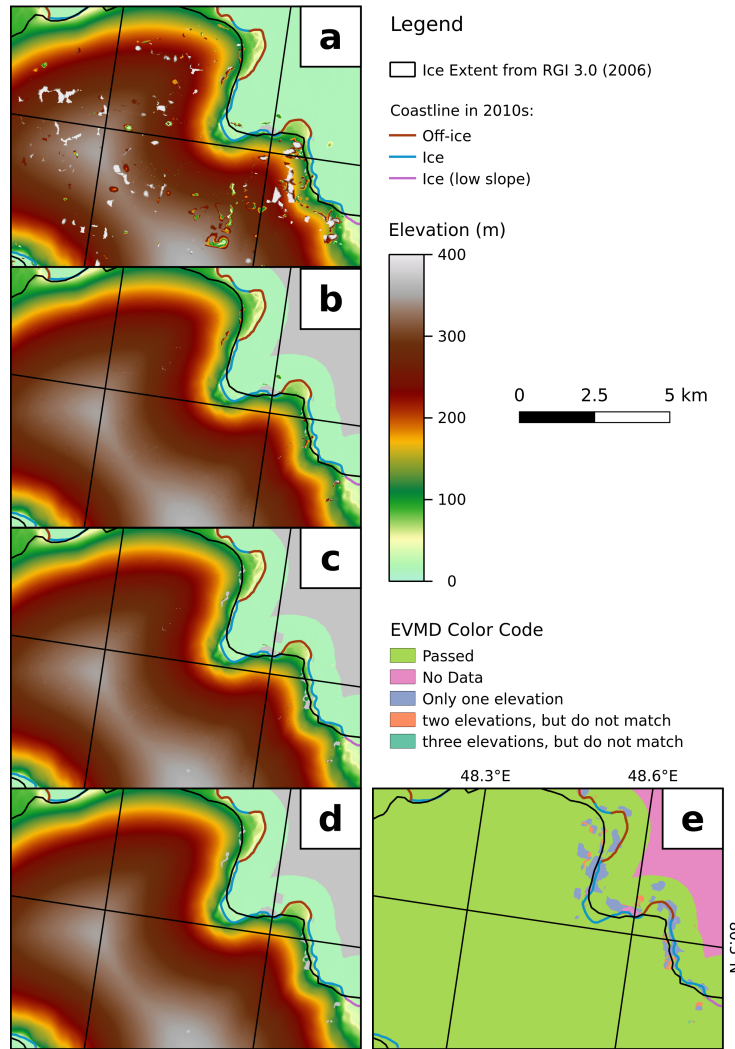 a
Legend
Ice Extent from RGI 3.0 (2006)
Coastline in 2010s:
Off-ice
Ice
Ice (low slope)
Elevation (m)
400
300
200
100
0
0 2.5 5 km
b
c
EVMD Color Code
Passed
No Data
Only one elevation
two elevations, but do not match
three elevations, but do not match
48.3°E 48.6°E
d
e